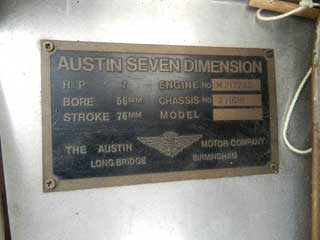 AUSTIN SEVEN DIMENSION
H P 7 ENGINE NO
BORE 56MM CHASSIS NO
STROKE 76MM MODEL
THE AUSTIN MOTOR COMPANY
LONG BRIDGE BIRMINGHAM